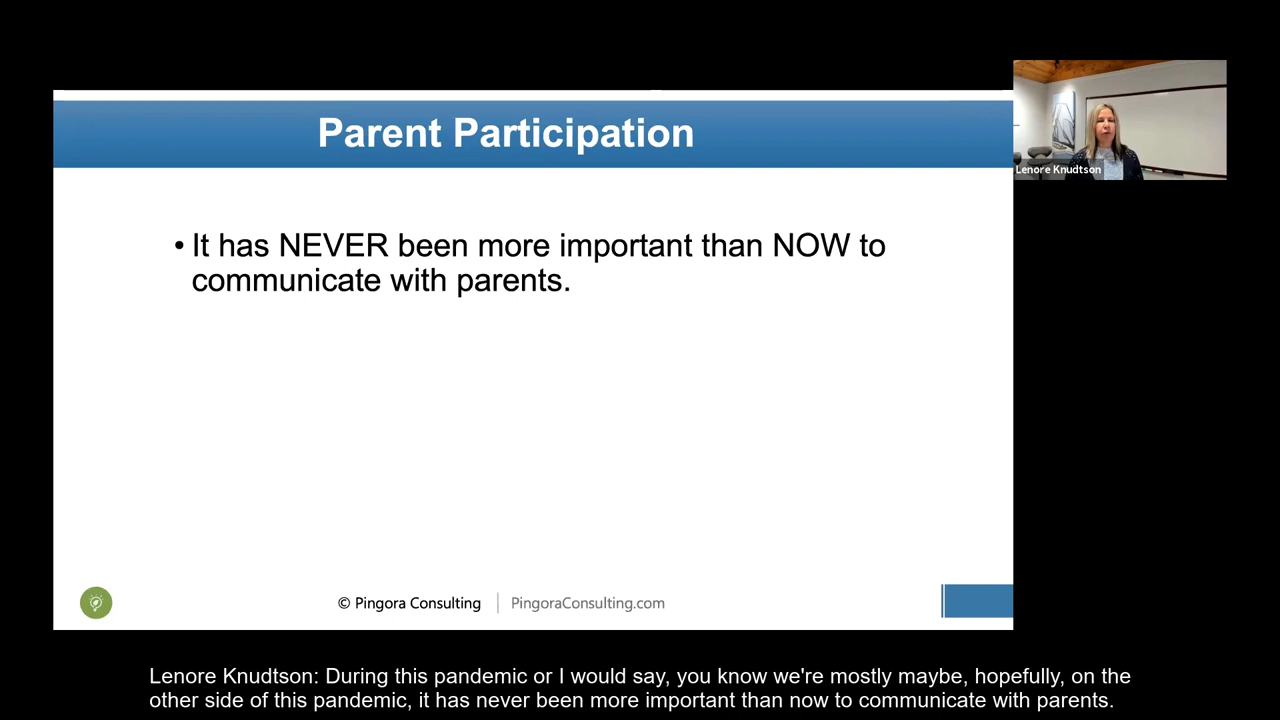 Parent Participation
Lenore Knudtson
• It has NEVER been more important than NOW to
communicate with parents.
© Pingora Consulting | PingoraConsulting.com
Lenore Knudtson: During this pandemic or I would say, you know we're mostly maybe, hopefully, on the
other side of this pandemic, it has never been more important than now to communicate with parents.